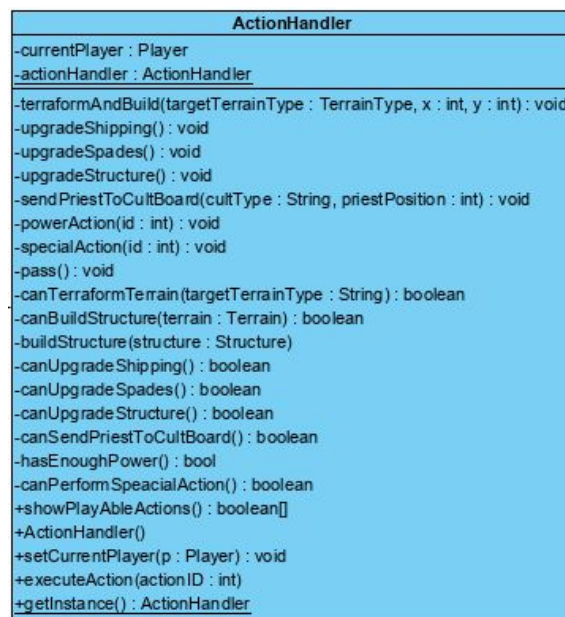 ActionHandler
-currentPlayer : Player
-actionHandler : ActionHandler
-terraformAndBuild(targetTerrainType : TerrainType, x : int, y : int) : void
-upgradeShipping() : void
-upgradeSpades() : void
-upgradeStructure() : void
-sendPriestToCultBoard(cultType : String, priestPosition : int) : void
-powerAction(id : int) : void
-specialAction(id : int) : void
-pass() : void
-canTerraformTerrain(targetTerrainType : String) : boolean
-canBuildStructure(terrain : Terrain) : boolean
-buildStructure(structure : Structure)
-canUpgradeShipping() : boolean
-canUpgradeSpades() : boolean
-canUpgradeStructure() : boolean
-canSendPriestToCultBoard() : boolean
-hasEnoughPower() : bool
-canPerformSpeacialAction() : boolean
+showPlayAbleActions() : boolean[]
+ActionHandler()
+setCurrentPlayer(p : Player) : void
+executeAction(actionID : int)
+getInstance() : ActionHandler